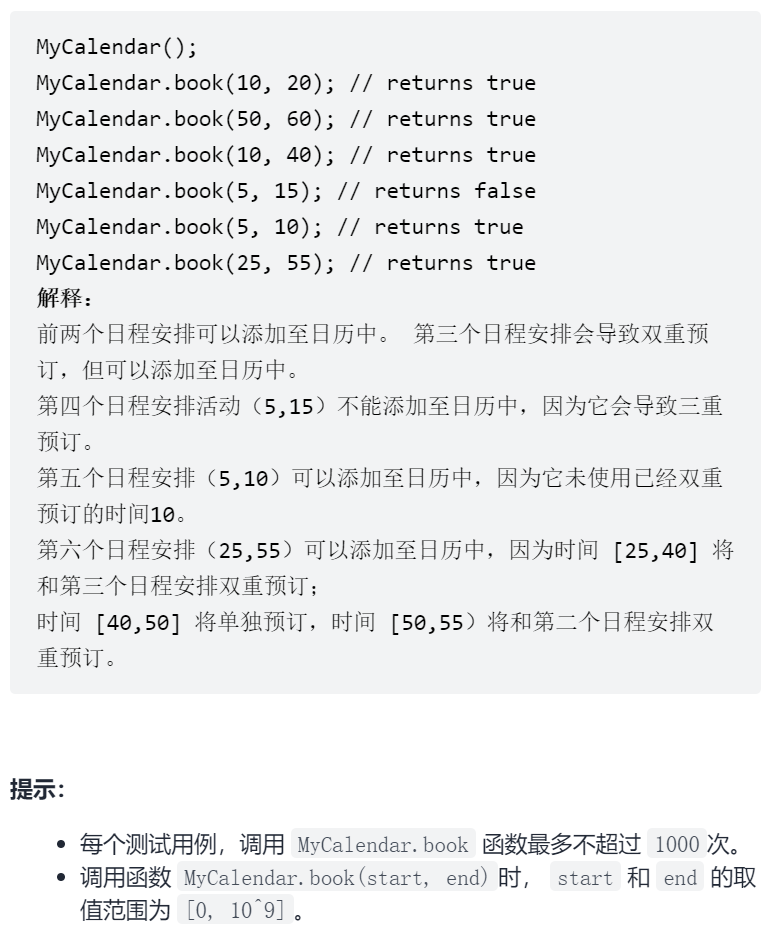 MyCalendar();
MyCalendar.book(10, 20); // returns true
MyCalendar.book(50, 60); // returns true
MyCalendar.book(10, 40); // returns true
MyCalendar.book(5, 15); // returns false
MyCalendar.book(5, 10); // returns true
MyCalendar.book(25, 55); // returns true
解释：
前两个日程安排可以添加至日历中。 第三个日程安排会导致双重预
订，但可以添加至日历中。
第四个日程安排活动（5,15）不能添加至日历中，因为它会导致三重
预订。
第五个日程安排（5,10）可以添加至日历中，因为它未使用已经双重
预订的时间10。
第六个日程安排（25,55）可以添加至日历中，因为时间 [25,40] 将
和第三个日程安排双重预订；
时间 [40,50] 将单独预订，时间 [50,55）将和第二个日程安排双
重预订。
提示：
• 每个测试用例，调用 MyCalendar.book 函数最多不超过 1000次。
• 调用函数 MyCalendar.book(start, end)时， start 和 end 的取
值范围为 [0, 10^9]。